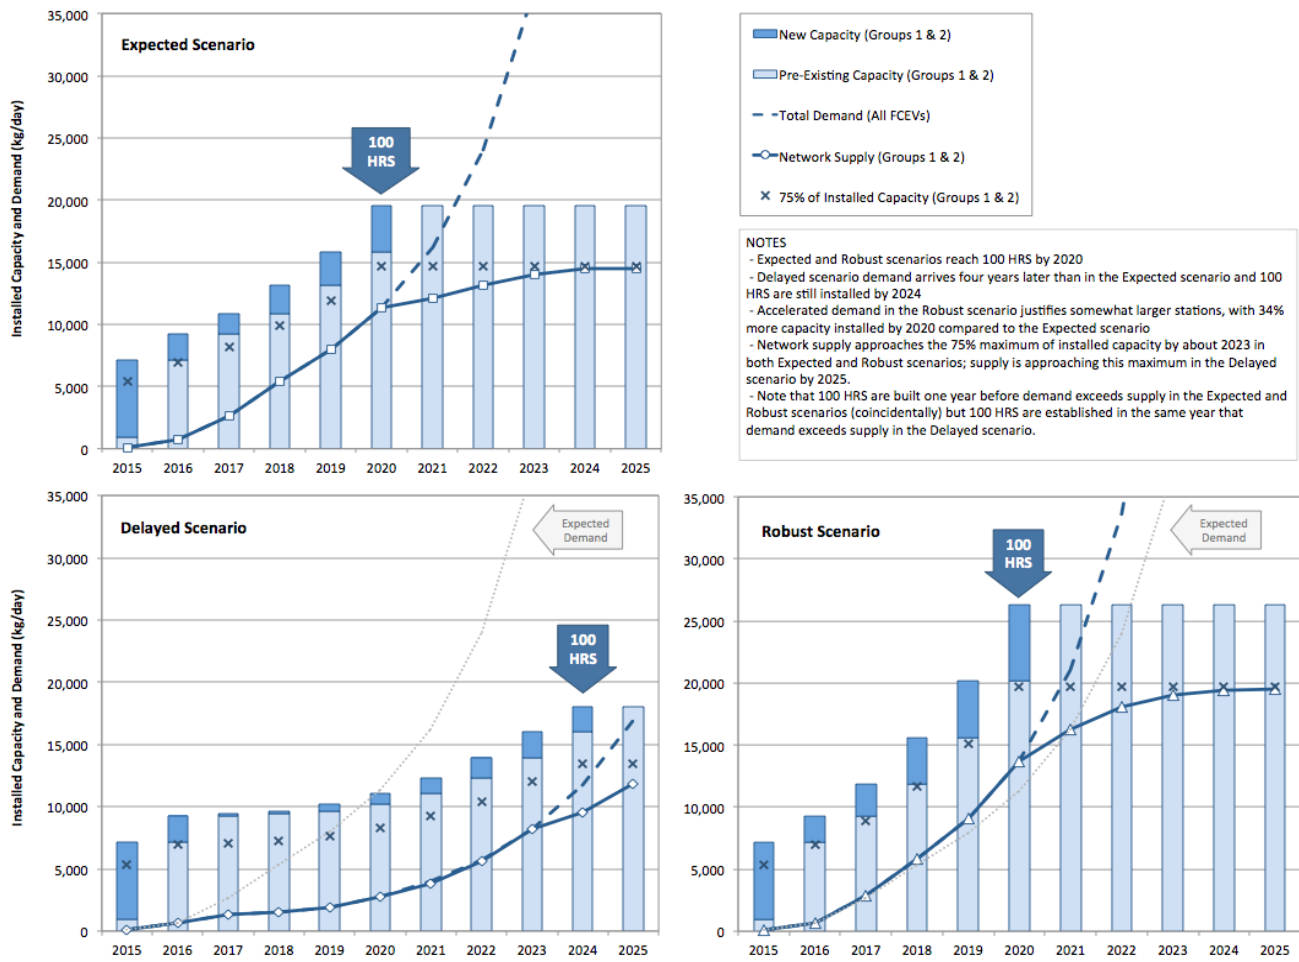 Expected Scenario
Installed Capacity and Demand (kg/day)
35,000
30,000
25,000
20,000
15,000
10,000
5,000
0
100
HRS
2015 2016 2017 2018 2019 2020 2021 2022 2023 2024 2025
New Capacity (Groups 1 & 2)
Pre-Existing Capacity (Groups 1 & 2)
Total Demand (All FCEVs)
Network Supply (Groups 1 & 2)
75% of Installed Capacity (Groups 1 & 2)
NOTES
- Expected and Robust scenarios reach 100 HRS by 2020
- Delayed scenario demand arrives four years later than in the Expected scenario and 100
HRS are still installed by 2024
- Accelerated demand in the Robust scenario justifies somewhat larger stations, with 34%
more capacity installed by 2020 compared to the Expected scenario
- Network supply approaches the 75% maximum of installed capacity by about 2023 in
both Expected and Robust scenarios; supply is approaching this maximum in the Delayed
scenario by 2025.
- Note that 100 HRS are built one year before demand exceeds supply in the Expected and
Robust scenarios (coincidentally) but 100 HRS are established in the same year that
demand exceeds supply in the Delayed scenario.
Delayed Scenario
Installed Capacity and Demand (kg/day)
35,000
30,000
25,000
20,000
15,000
10,000
5,000
0
Expected
Demand
100
HRS
2015 2016 2017 2018 2019 2020 2021 2022 2023 2024 2025
Robust Scenario
35,000
30,000
25,000
20,000
15,000
10,000
5,000
0
100
HRS
Expected
Demand
2015 2016 2017 2018 2019 2020 2021 2022 2023 2024 2025